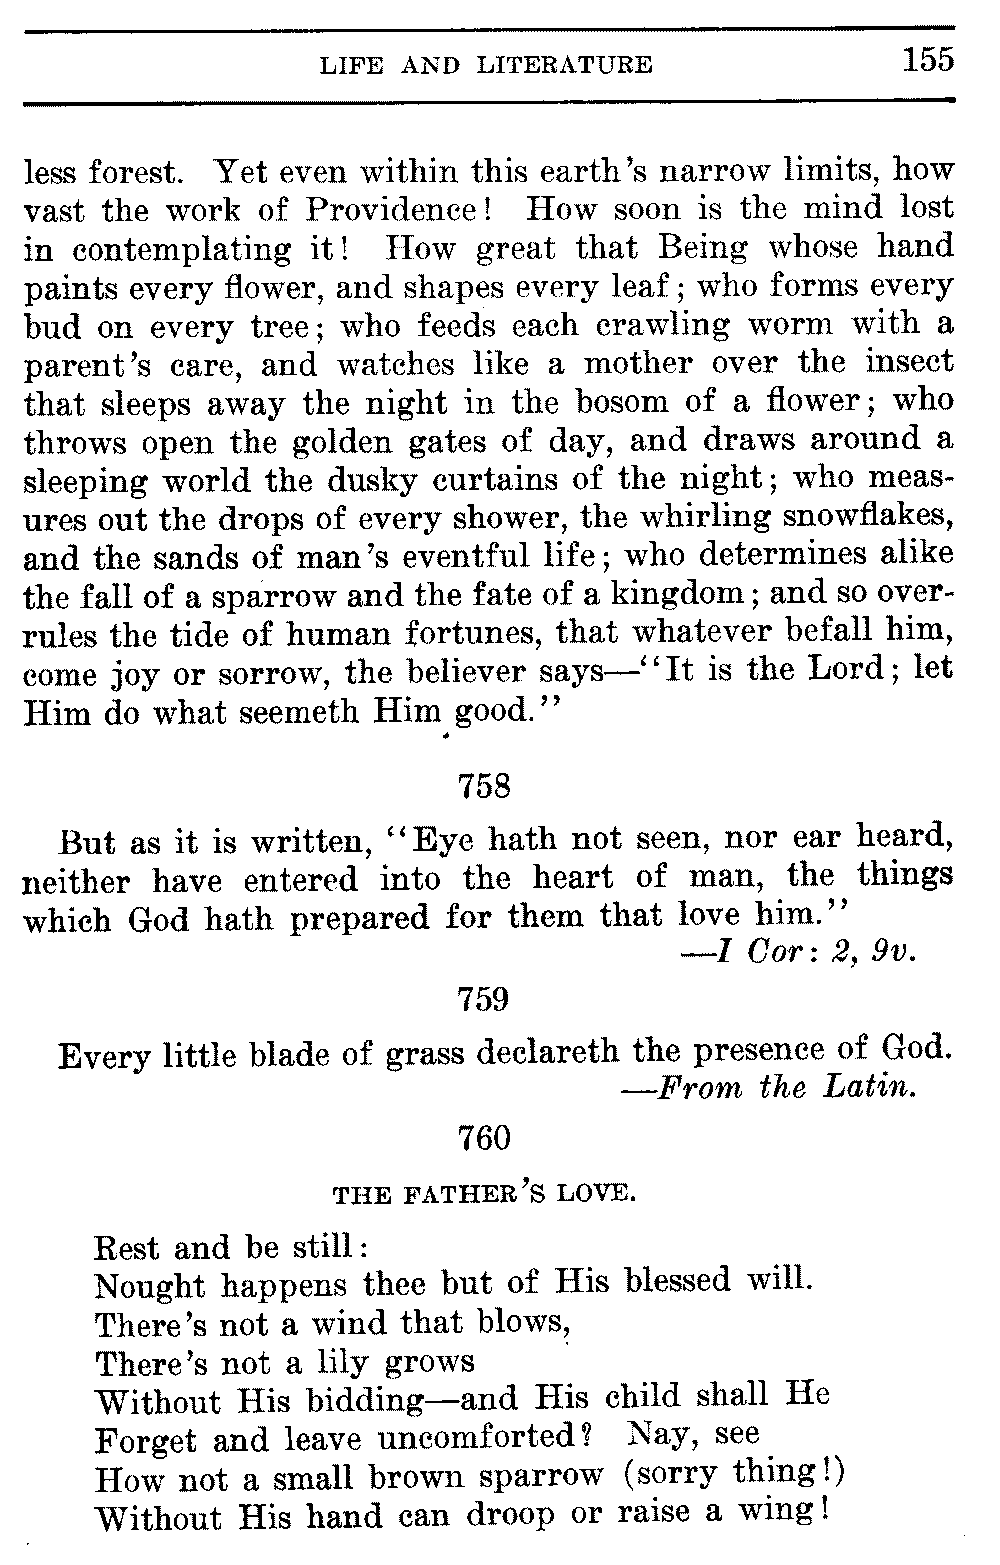 LIFE AND LITERATURE 155
less forest. Yet even within this earth's narrow limits, how
vast the work of Providence! How soon is the mind lost
in contemplating it! How great that Being whose hand
paints every flower, and shapes every leaf; who forms every
bud on every tree; who feeds each crawling worm with a
parent's care, and watches like a mother over the insect
that sleeps away the night in the bosom of a flower; who
throws open the golden gates of day, and draws around a
sleeping world the dusky curtains of the night; who meas-
ures out the drops of every shower, the whirling snowflakes,
and the sands of man's eventful life; who determines alike
the fall of a sparrow and the fate of a kingdom; and so over-
rules the tide of human fortunes, that whatever befall him,
come joy or sorrow, the believer says—"It is the Lord; let
Him do what seemeth Him good."
758
But as it is written, "Eye hath not seen, nor ear heard,
neither have entered into the heart of man, the things
which God hath prepared for them that love him."
—I Cor: 2, 9v.
759
Every little blade of grass declareth the presence of God.
—From the Latin.
760
THE FATHER'S LOVE.
Rest and be still:
Nought happens thee but of His blessed will.
There's not a wind that blows,
There's not a lily grows
Without His bidding—and His child shall He
Forget and leave uncomforted? Nay, see
How not a small brown sparrow (sorry thing!)
Without His hand can droop or raise a wing!